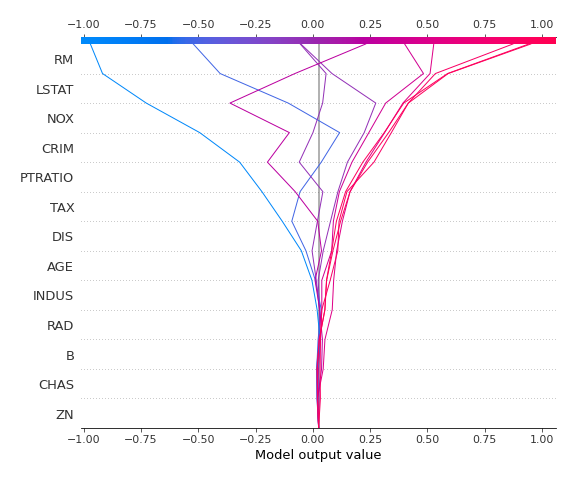 −1.00 −0.75 −0.50 −0.25 0.00 0.25 0.50 0.75 1.00
RM
LSTAT
NOX
CRIM
PTRATIO
TAX
DIS
AGE
INDUS
RAD
B
CHAS
ZN
−1.00 −0.75 −0.50 −0.25 0.00 0.25 0.50 0.75 1.00
Model output value